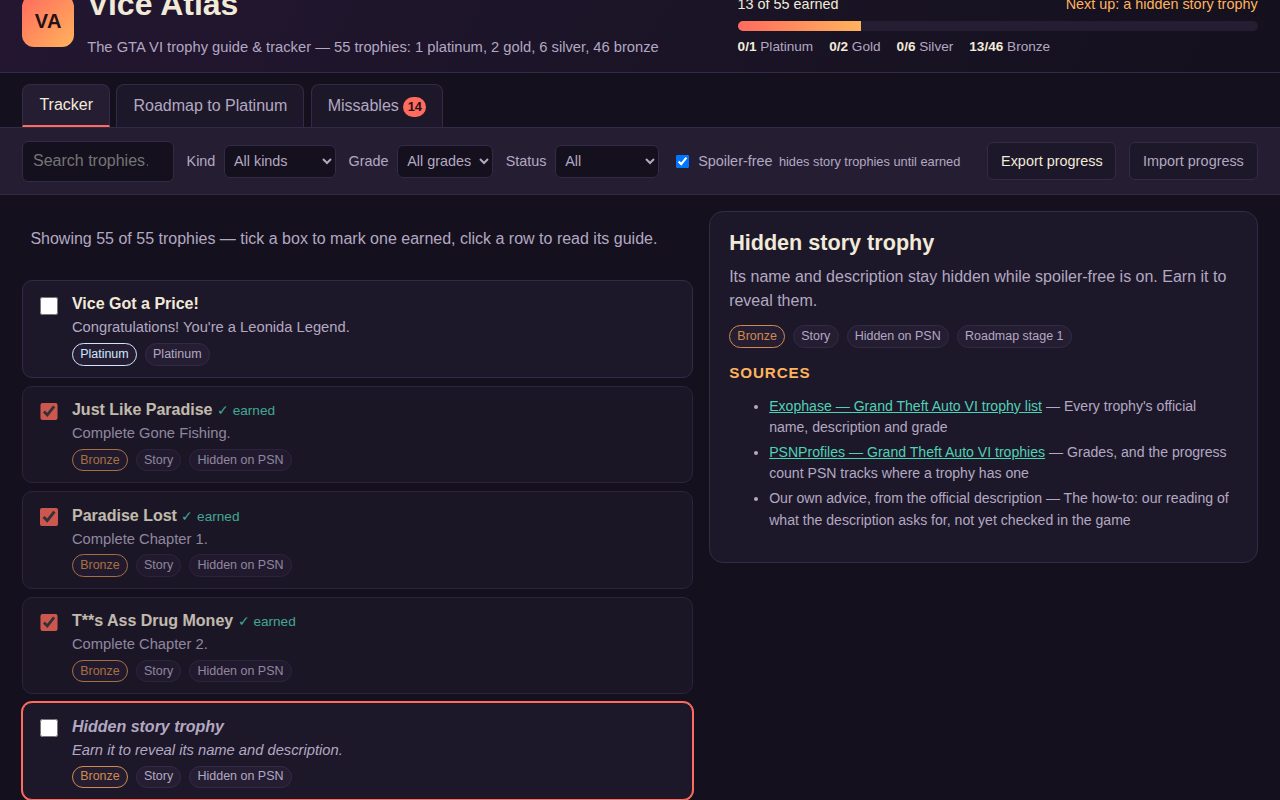 VA
Vice Atlas
The GTA VI trophy guide & tracker — 55 trophies: 1 platinum, 2 gold, 6 silver, 46 bronze
13 of 55 earned
Next up: a hidden story trophy
0/1 Platinum 0/2 Gold 0/6 Silver 13/46 Bronze
Tracker
Roadmap to Platinum
Missables 14
Search trophies.
Kind All kinds
Grade All grades
Status All
Spoiler-free hides story trophies until earned
Export progress
Import progress
Showing 55 of 55 trophies — tick a box to mark one earned, click a row to read its guide.
Vice Got a Price!
Congratulations! You're a Leonida Legend.
Platinum Platinum
Just Like Paradise ✓ earned
Complete Gone Fishing.
Bronze Story Hidden on PSN
Paradise Lost ✓ earned
Complete Chapter 1.
Bronze Story Hidden on PSN
T**s Ass Drug Money ✓ earned
Complete Chapter 2.
Bronze Story Hidden on PSN
Hidden story trophy
Earn it to reveal its name and description.
Bronze Story Hidden on PSN
Hidden story trophy
Its name and description stay hidden while spoiler-free is on. Earn it to
reveal them.
Bronze Story Hidden on PSN Roadmap stage 1
SOURCES
• Exophase — Grand Theft Auto VI trophy list — Every trophy's official
name, description and grade
• PSNProfiles — Grand Theft Auto VI trophies — Grades, and the progress
count PSN tracks where a trophy has one
• Our own advice, from the official description — The how-to: our reading of
what the description asks for, not yet checked in the game